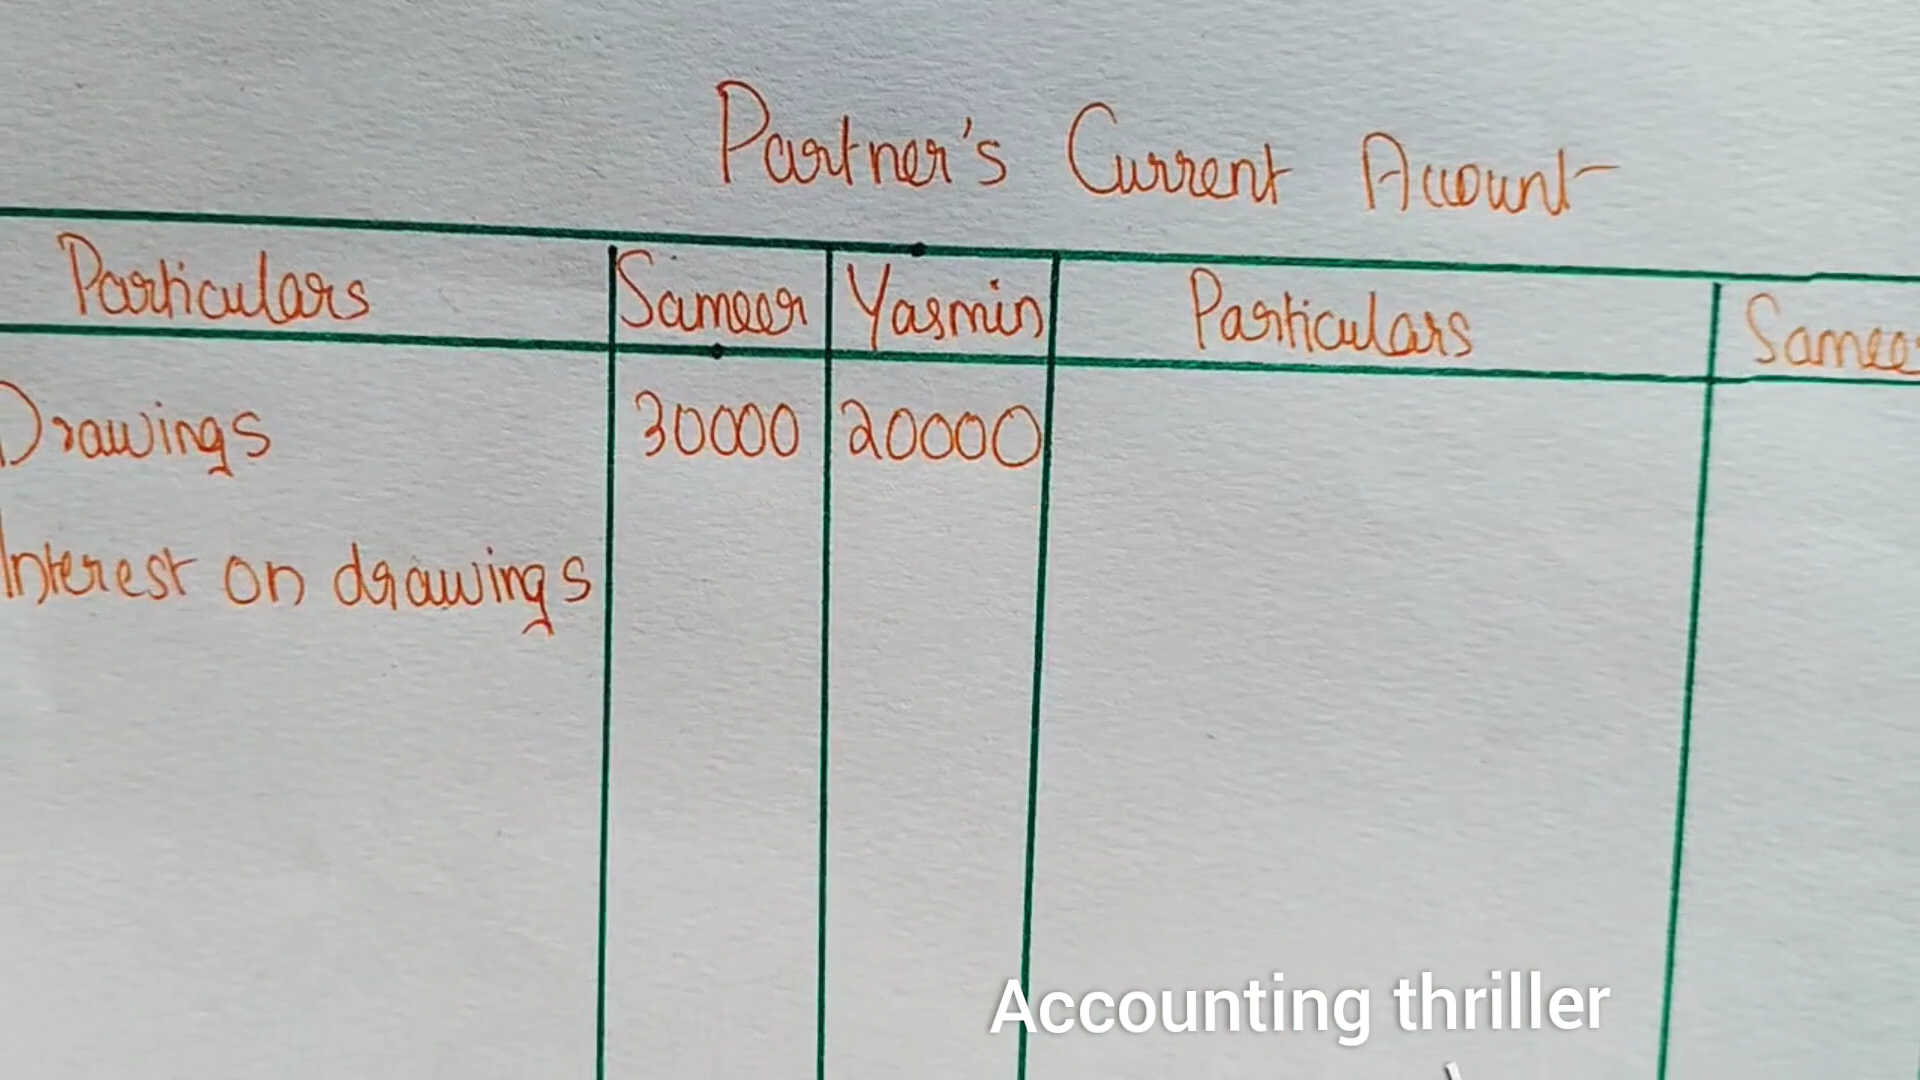 Partner's Current Account
Particulars Sameer Yasmin Particulars
Drawings 30000 20000
Interest on drawings
Accounting thriller